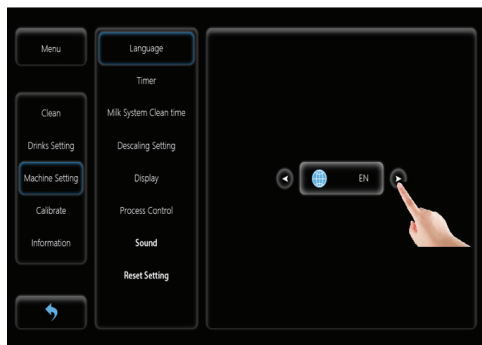 Menu
Clean
Drinks Setting
Machine Setting
Calibrate
Information
Language
Timer
Milk System Clean time
Descaling Setting
Display
Process Control
Sound
Reset Setting
EN